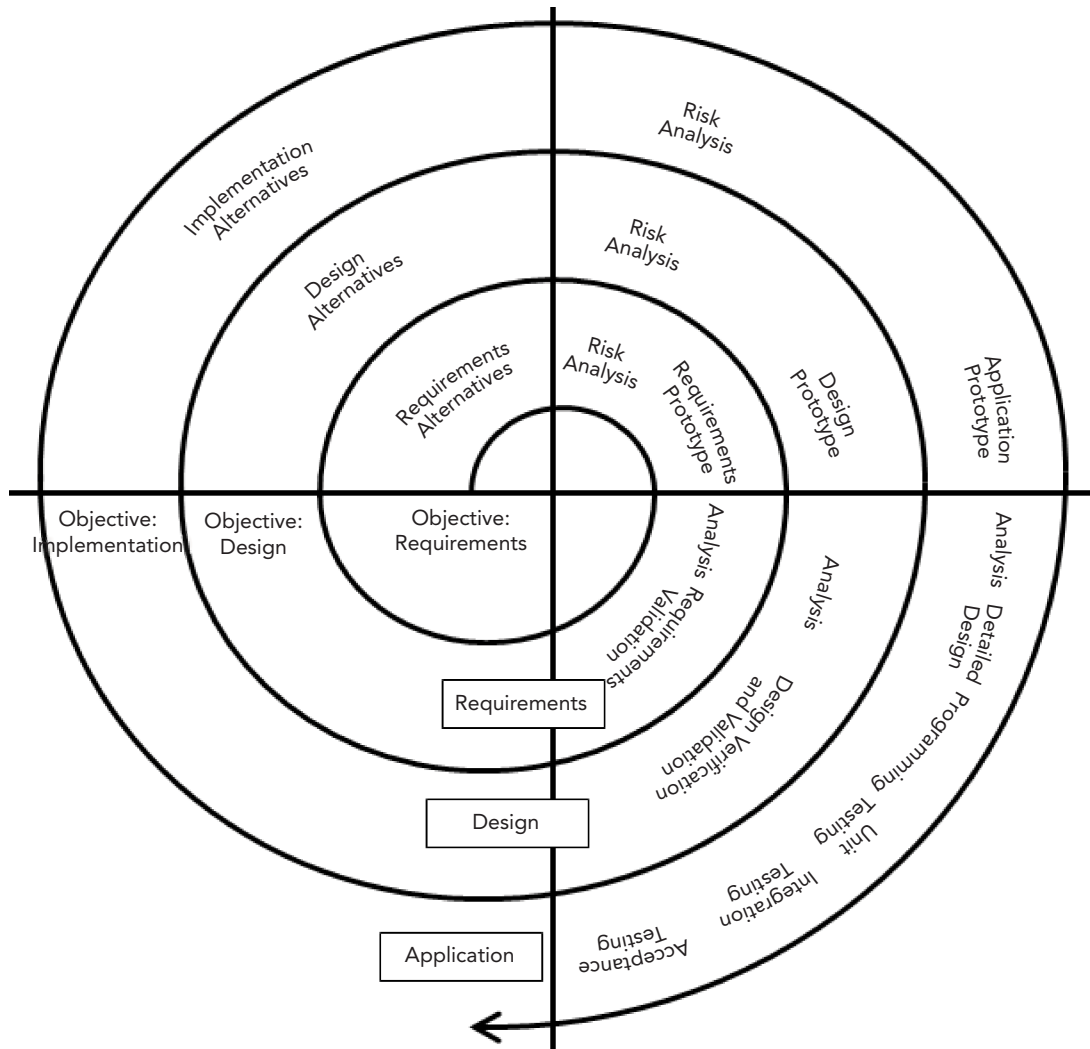 Risk
Analysis
Implementation
Alternatives
Risk
Analysis
Design
Alternatives
Risk
Analysis
Requirements
Alternatives
Requirements
Prototype
Design
Prototype
Application
Prototype
Objective:
Implementation
Objective:
Design
Objective:
Requirements
Analysis
Requirements
Validation
Analysis
Design Verification
and Validation
Analysis
Detailed
Design
Programming
Unit
Testing
Integration
Testing
Acceptance
Testing
Requirements
Design
Application